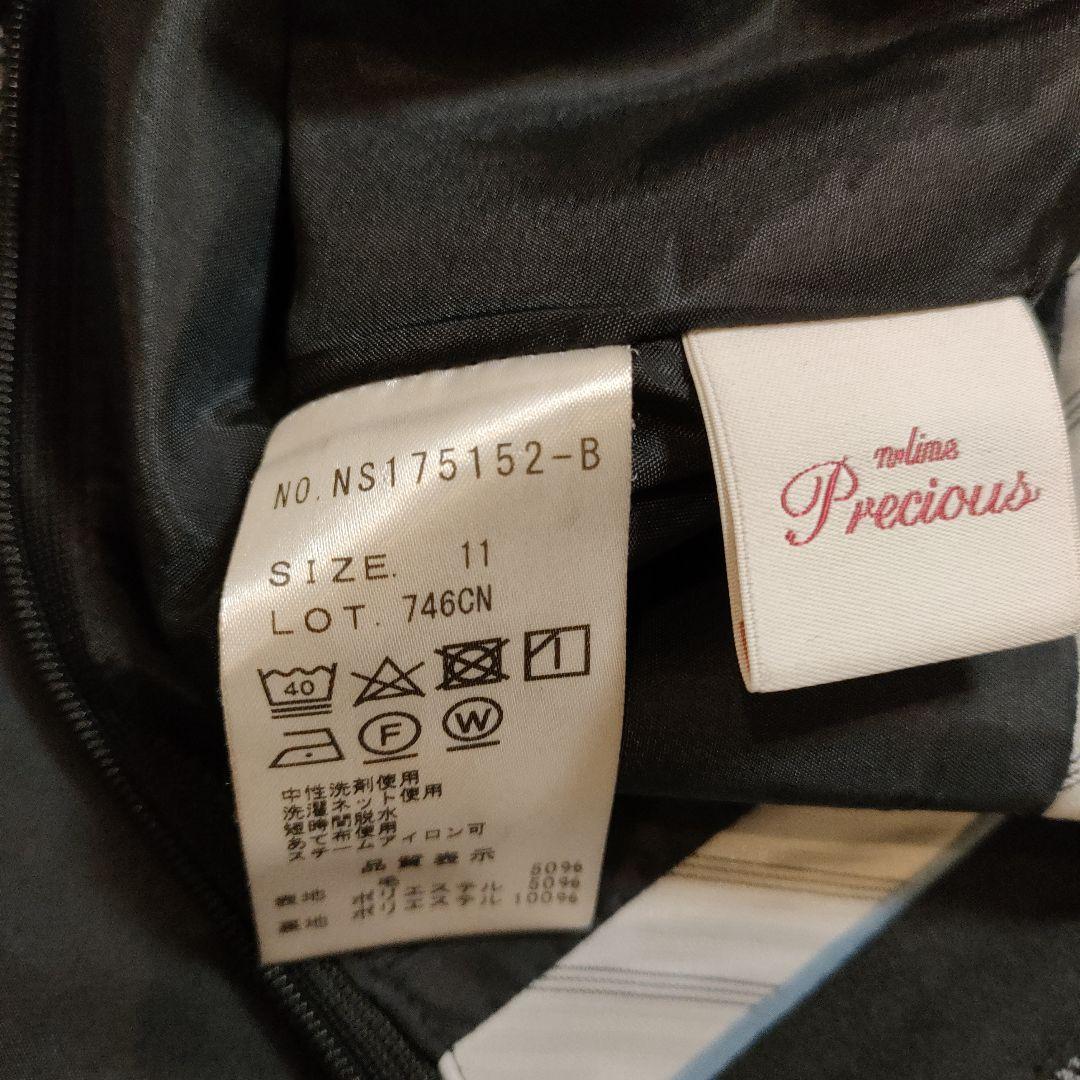 NO. NS175152-B
SIZE. 11
LOT. 746CN
40
F
W
中性洗剤使用
洗濯ネット使用
短時間脱水
あて布使用
スチームアイロン可
品質表示
表地 毛 50%
ポリエステル 50%
裏地 ポリエステル 100%
n♥line
Precious